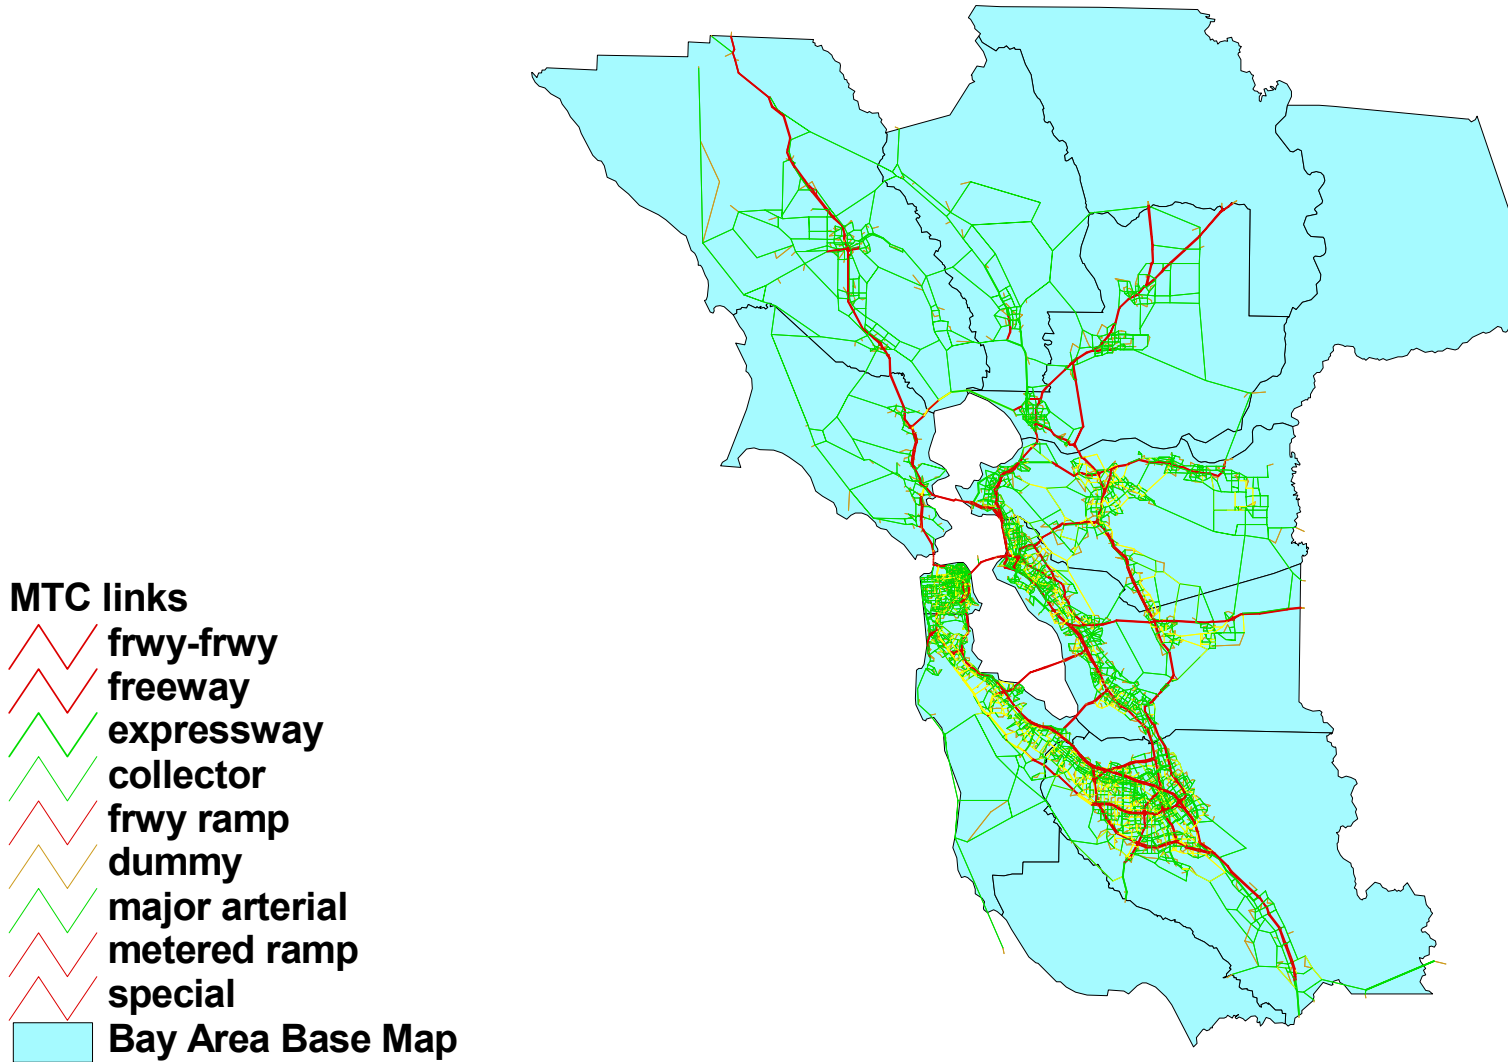 MTC links
frwy-frwy
freeway
expressway
collector
frwy ramp
dummy
major arterial
metered ramp
special
Bay Area Base Map